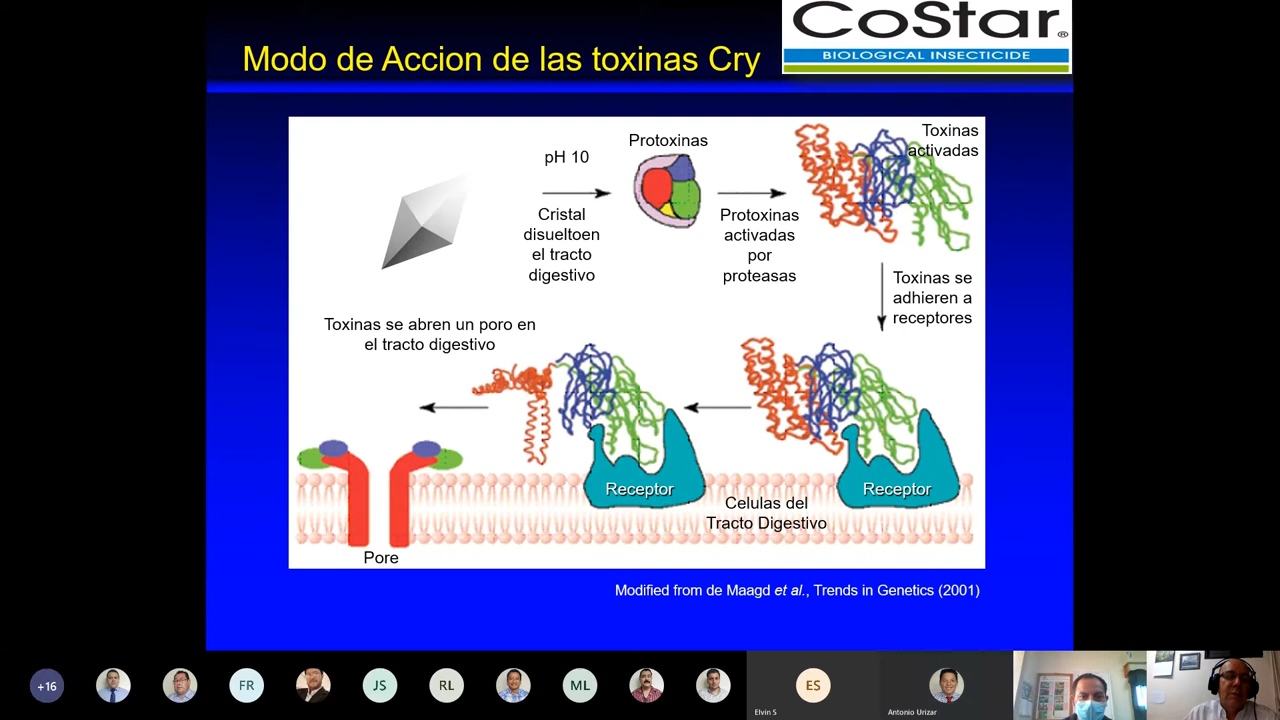 CoStar®
BIOLOGICAL INSECTICIDE
Modo de Accion de las toxinas Cry
pH 10
Cristal
disueltoen
el tracto
digestivo
Protoxinas
Protoxinas
activadas
por
proteasas
Toxinas
activadas
Toxinas se
adhieren a
receptores
Toxinas se abren un poro en
el tracto digestivo
Receptor
Receptor
Celulas del
Tracto Digestivo
Pore
Modified from de Maagd et al., Trends in Genetics (2001)
+16
FR
JS
RL
ML
ES
Elvin S
Antonio Urizar